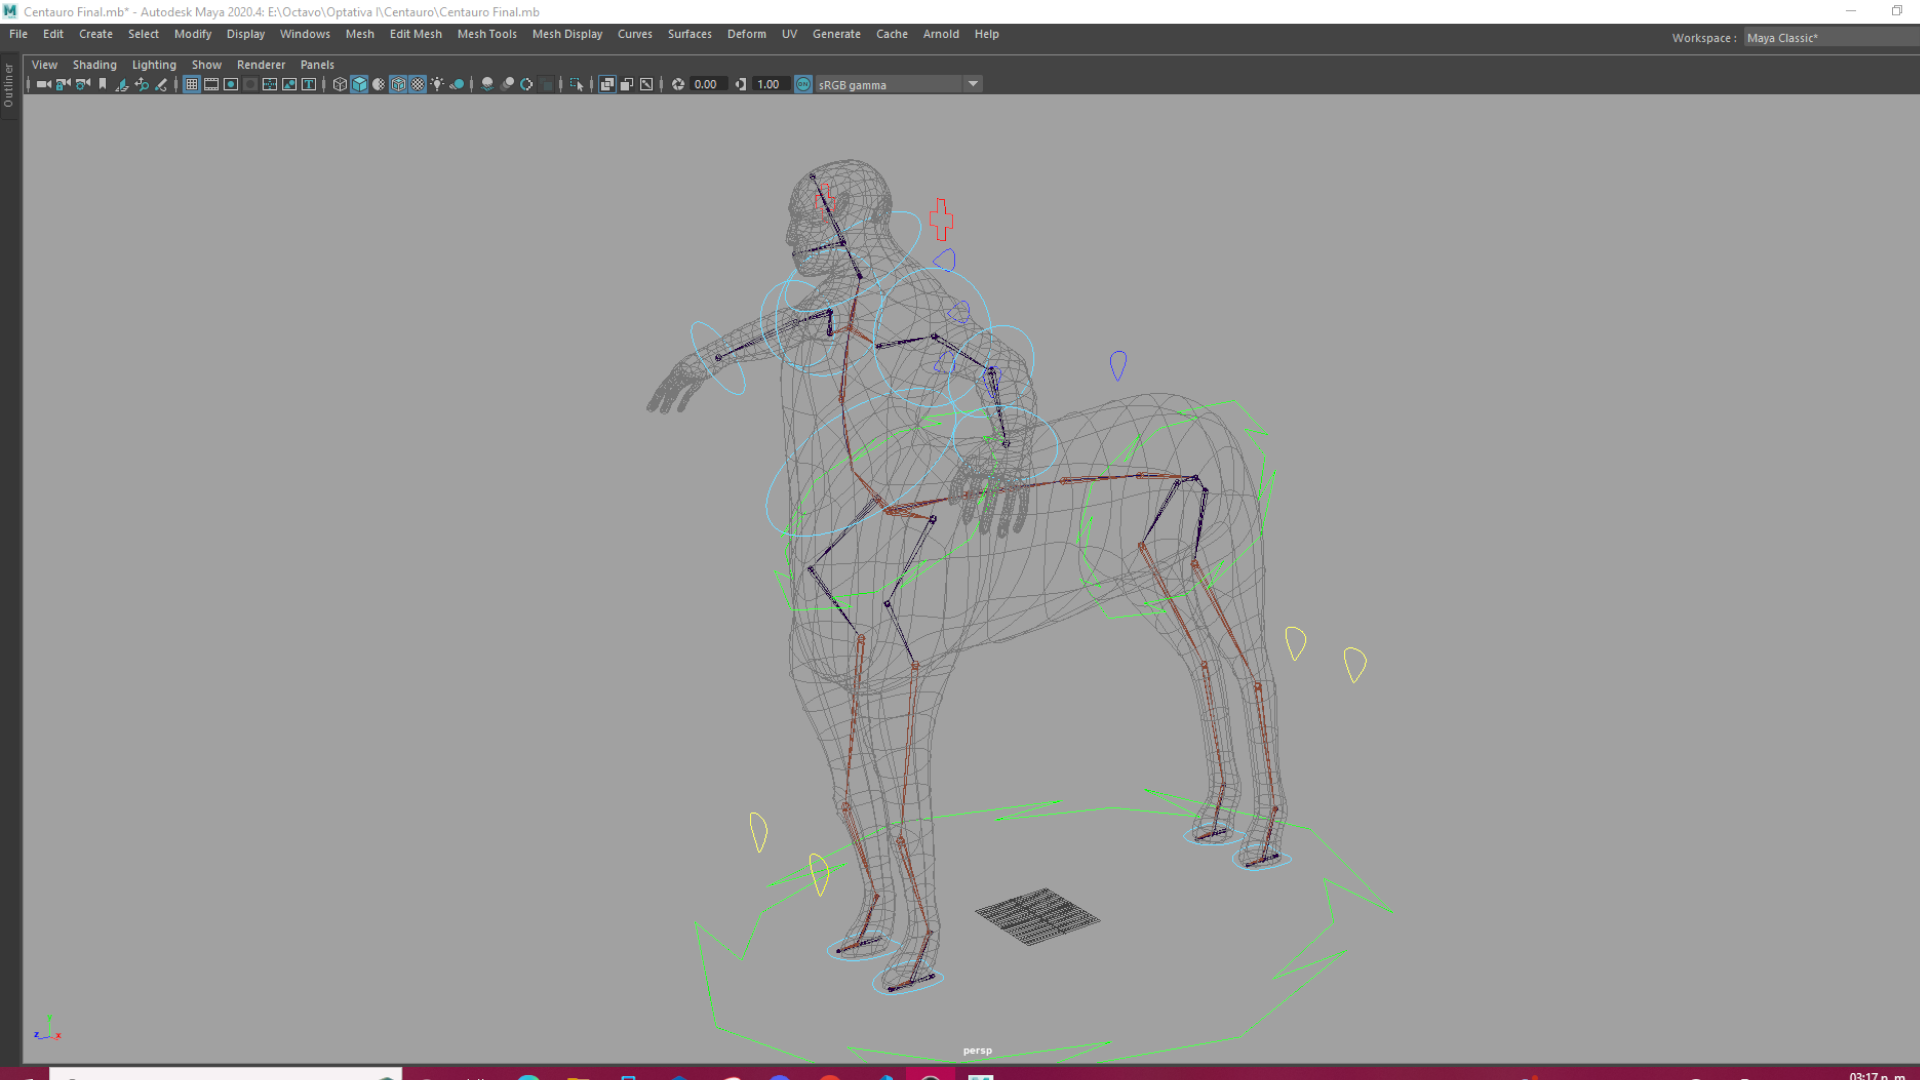 Centauro Final.mb* - Autodesk Maya 2020.4: E:\Octavo\Optativa I\Centauro\Centauro Final.mb
File Edit Create Select Modify Display Windows Mesh Edit Mesh Mesh Tools Mesh Display Curves Surfaces Deform UV Generate Cache Arnold Help Workspace : Maya Classic*
View Shading Lighting Show Renderer Panels
0.00 1.00 sRGB gamma
Outliner
persp
z x
03:17 p. m.